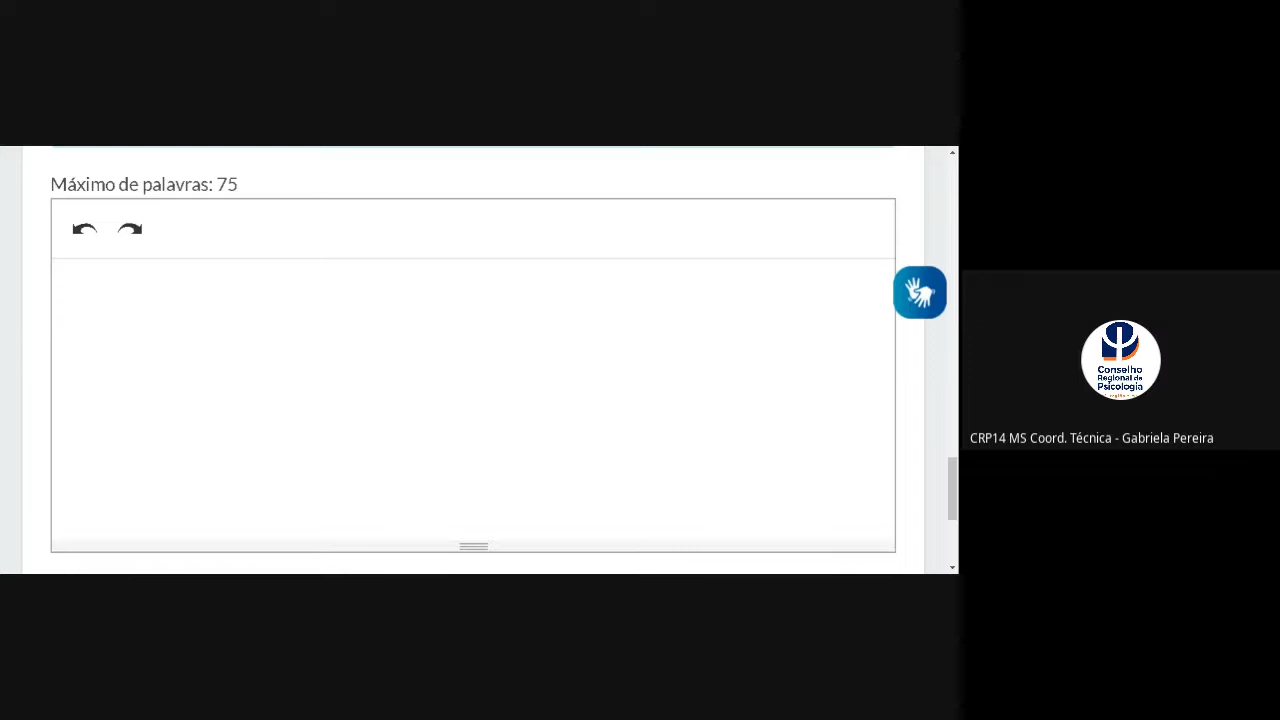 Máximo de palavras: 75
Conselho
Regional de
Psicologia
CRP14 MS Coord. Técnica - Gabriela Pereira